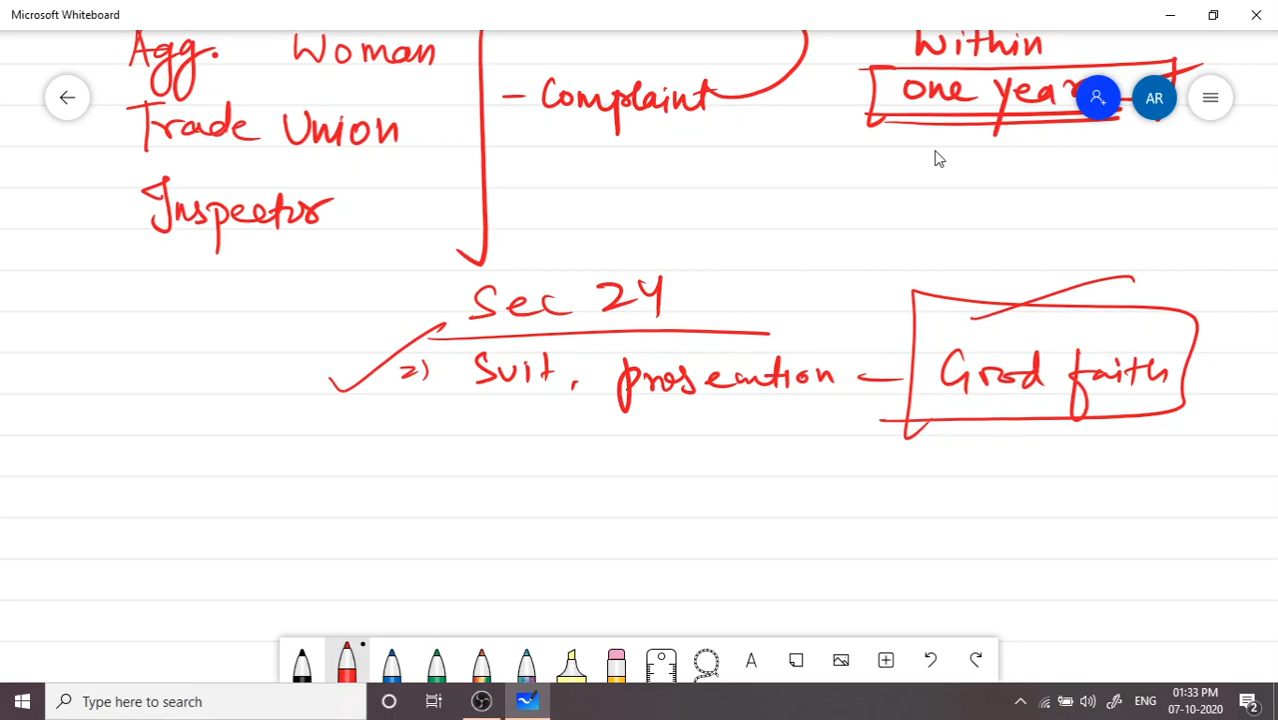 Microsoft Whiteboard
Agg. Woman
Trade Union
Inspector
- Complaint
Within
one year
AR
Sec 24
2) Suit, prosecution - Good faith
A
Type here to search
ENG
01:33 PM
07-10-2020
2